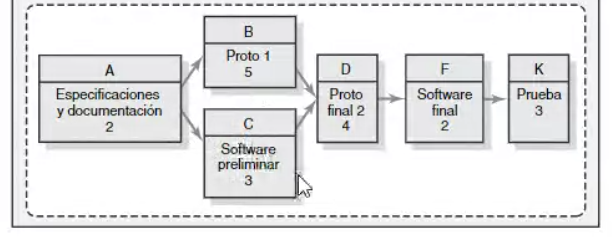 A
Especificaciones
y documentación
2
B
Proto 1
5
C
Software
preliminar
3
D
Proto
final 2
4
F
Software
final
2
K
Prueba
3